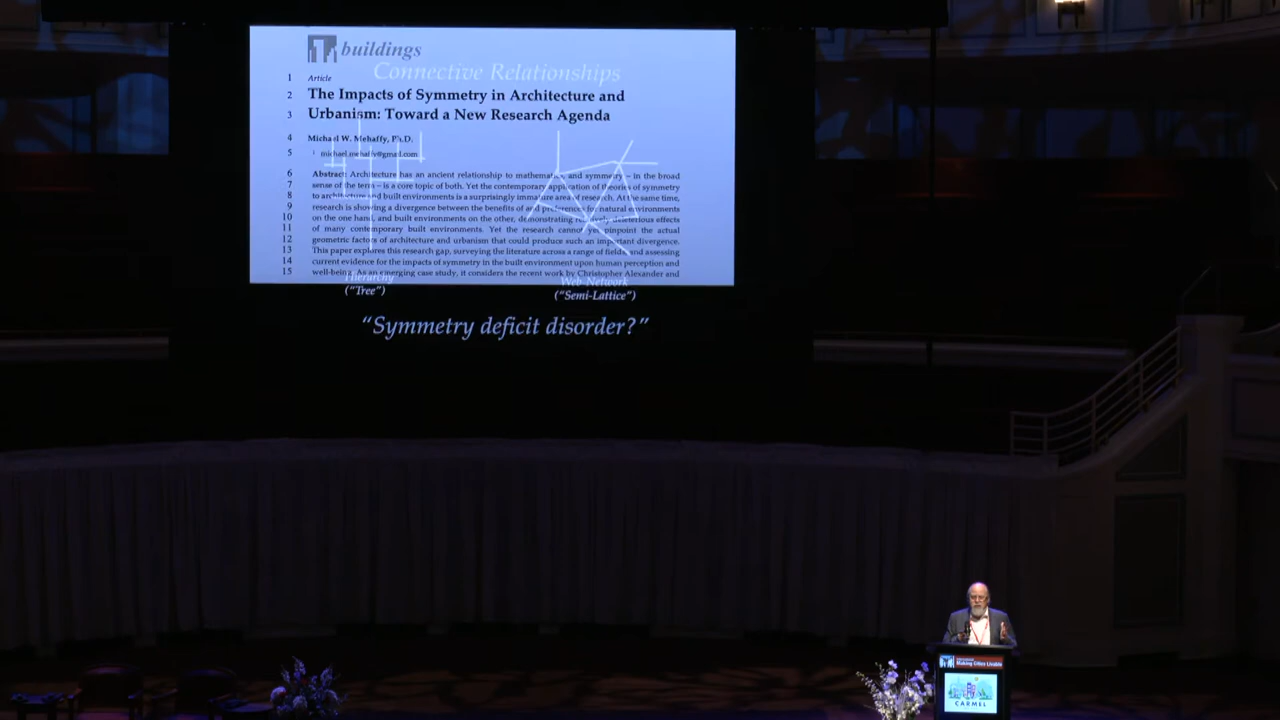 buildings
Connective Relationships
1 Article
2 The Impacts of Symmetry in Architecture and
3 Urbanism: Toward a New Research Agenda
4 Michael W. Mehaffy, Ph.D.
5 1 michael.mehaffy@gmail.com
6 Abstract: Architecture has an ancient relationship to mathematics, and symmetry – in the broad
7 sense of the term – is a core topic of both. Yet the contemporary application of theories of symmetry
8 to architecture and built environments is a surprisingly immature area of research. At the same time,
9 research is showing a divergence between the benefits of and preferences for natural environments
10 on the one hand, and built environments on the other, demonstrating relatively deleterious effects
11 of many contemporary built environments. Yet the research cannot yet pinpoint the actual
12 geometric factors of architecture and urbanism that could produce such an important divergence.
13 This paper explores this research gap, surveying the literature across a range of fields, and assessing
14 current evidence for the impacts of symmetry in the built environment upon human perception and
15 well-being. As an emerging case study, it considers the recent work by Christopher Alexander and
Hierarchy
("Tree")
Web-Network
("Semi-Lattice")
"Symmetry deficit disorder?"
Making Cities Livable
CARMEL